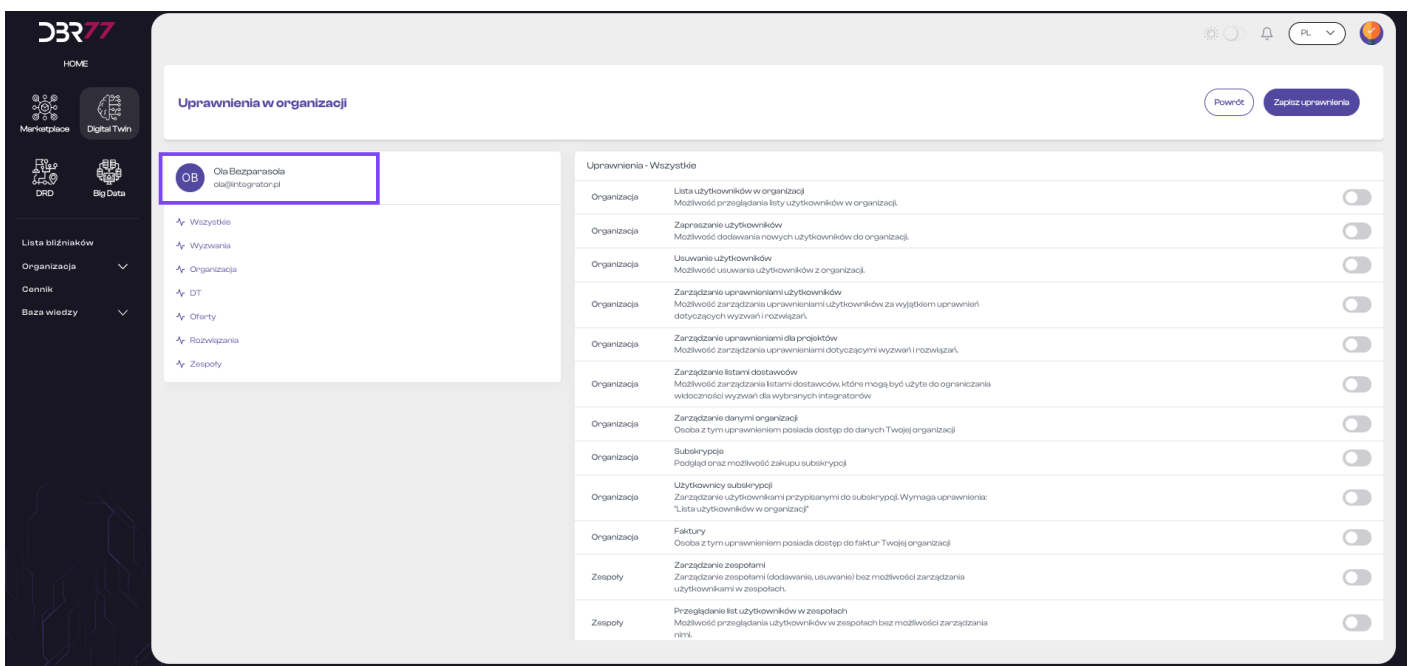 DBR77
HOME
Marketplace
Digital Twin
DRD
Big Data
Lista bliźniaków
Organizacja
Cennik
Baza wiedzy
PL
Uprawnienia w organizacji
Powrót
Zapisz uprawnienia
OB
Ola Bezparasola
ola@integrator.pl
Wszystkie
Wyzwania
Organizacja
DT
Oferty
Rozwiązania
Zespoły
Uprawnienia - Wszystkie
Organizacja
Lista użytkowników w organizacji
Możliwość przeglądania listy użytkowników w organizacji.
Organizacja
Zapraszanie użytkowników
Możliwość dodawania nowych użytkowników do organizacji.
Organizacja
Usuwanie użytkowników
Możliwość usuwania użytkowników z organizacji.
Organizacja
Zarządzanie uprawnieniami użytkowników
Możliwość zarządzania uprawnieniami użytkowników za wyjątkiem uprawnień
dotyczących wyzwań i rozwiązań.
Organizacja
Zarządzanie uprawnieniami dla projektów
Możliwość zarządzania uprawnieniami dotyczącymi wyzwań i rozwiązań.
Organizacja
Zarządzanie listami dostawców
Możliwość zarządzania listami dostawców, które mogą być użyte do ograniczania
widoczności wyzwań dla wybranych integratorów
Organizacja
Zarządzanie danymi organizacji
Osoba z tym uprawnieniem posiada dostęp do danych Twojej organizacji
Organizacja
Subskrypcje
Podgląd oraz możliwość zakupu subskrypcji
Organizacja
Użytkownicy subskrypcji
Zarządzanie użytkownikami przypisanymi do subskrypcji. Wymaga uprawnienia:
"Lista użytkowników w organizacji"
Organizacja
Faktury
Osoba z tym uprawnieniem posiada dostęp do faktur Twojej organizacji
Zespoły
Zarządzanie zespołami
Zarządzanie zespołami (dodawanie, usuwanie) bez możliwości zarządzania
użytkownikami w zespołach.
Zespoły
Przeglądanie list użytkowników w zespołach
Możliwość przeglądania użytkowników w zespołach bez możliwości zarządzania
nimi.